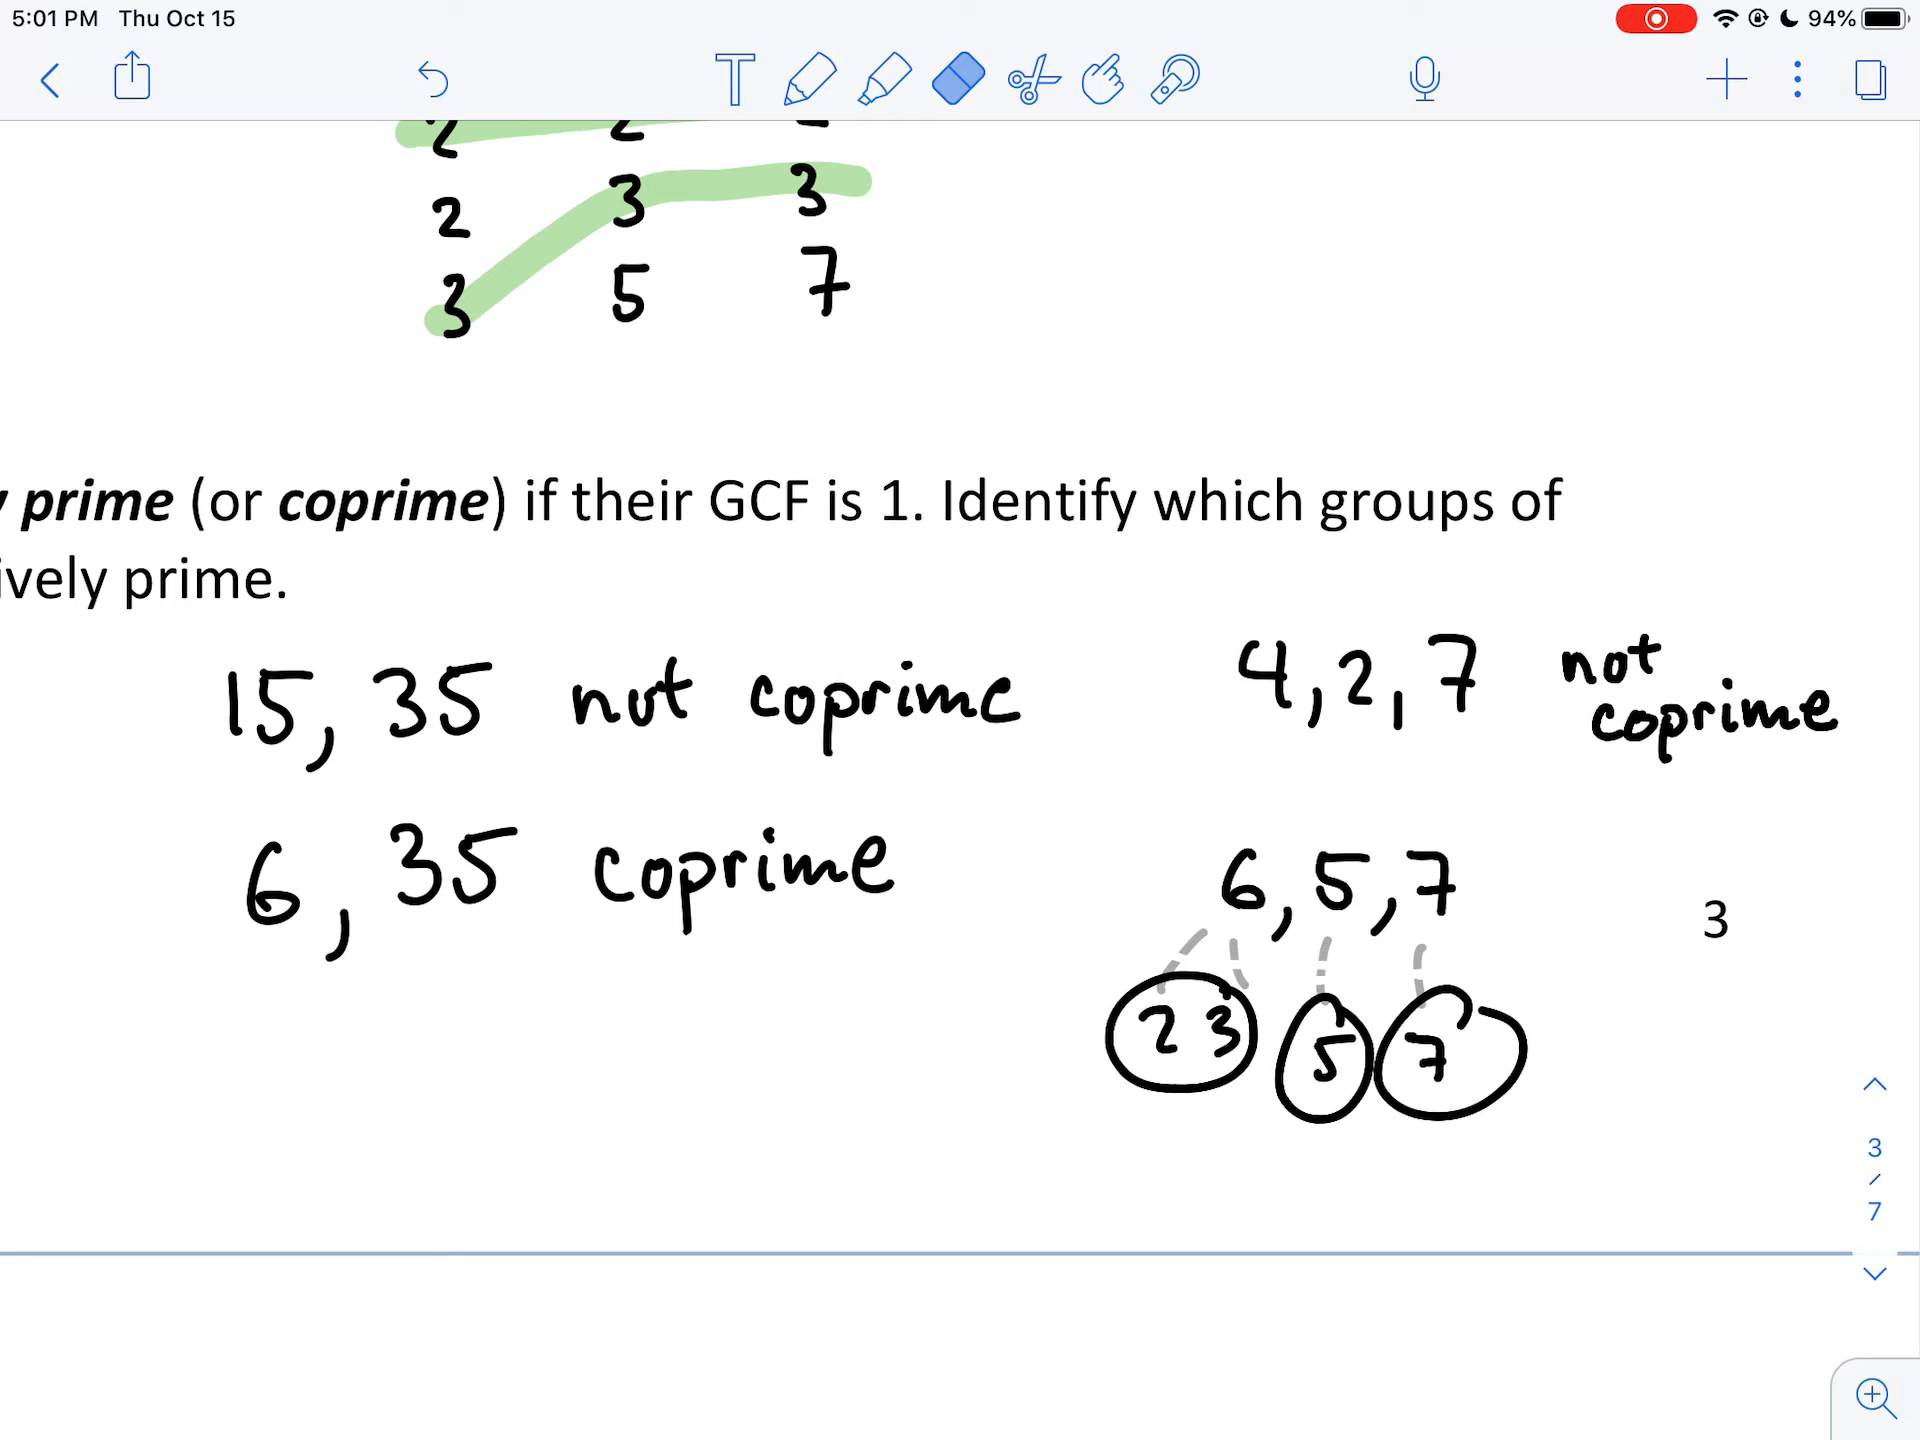 5:01 PM Thu Oct 15
94%
T
2 2
2 3 3
3 5 7
prime (or coprime) if their GCF is 1. Identify which groups of
ively prime.
15, 35 not coprime
4, 2, 7 not
coprime
6, 35 coprime
6, 5, 7
3
2 3 5 7
3
/
7